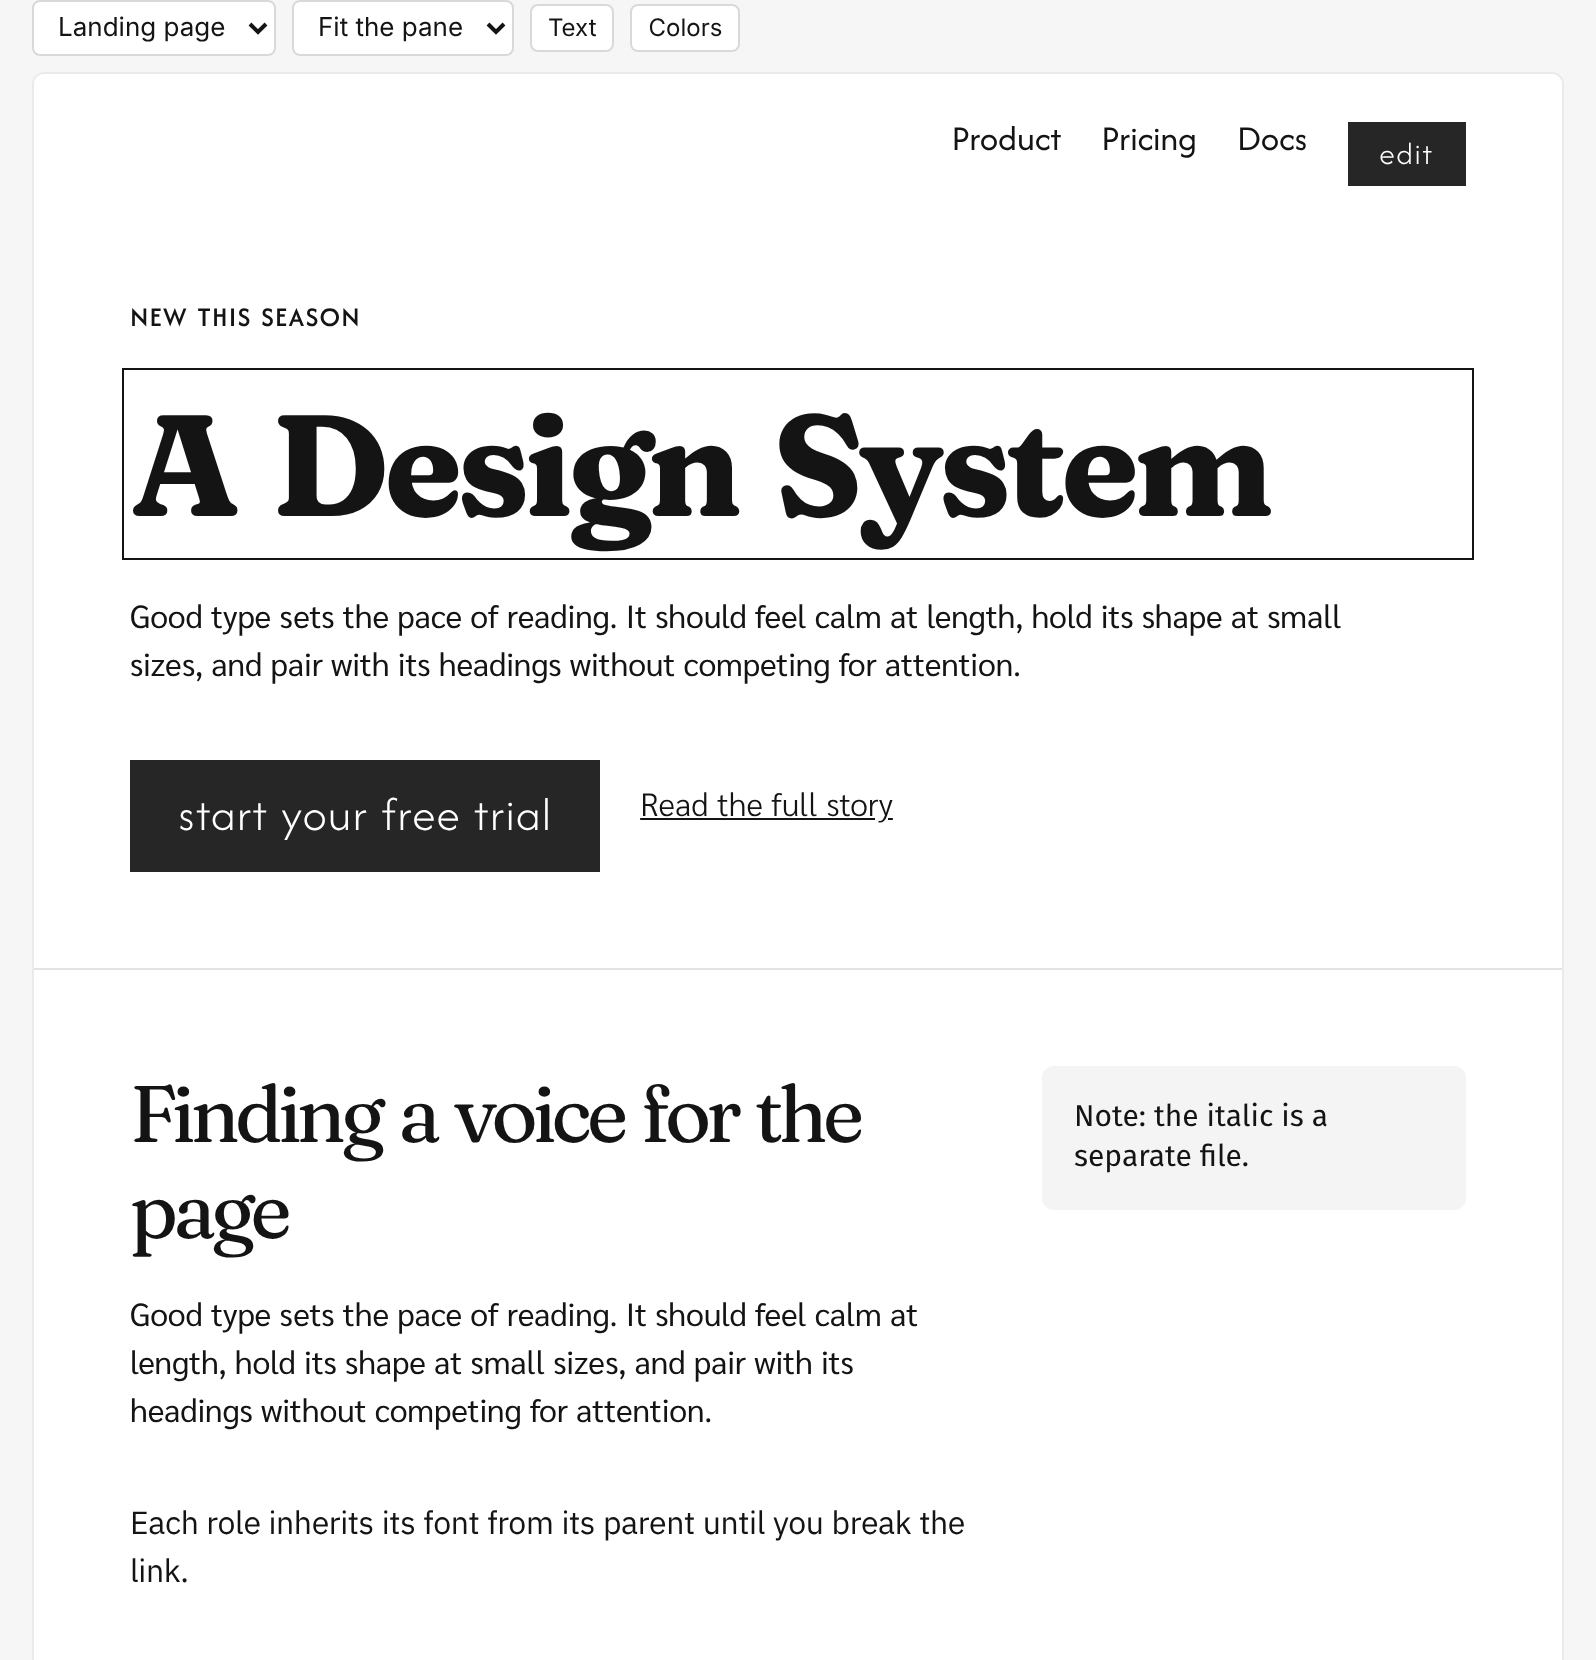 Landing page Fit the pane Text Colors
Product Pricing Docs edit
NEW THIS SEASON
A Design System
Good type sets the pace of reading. It should feel calm at length, hold its shape at small
sizes, and pair with its headings without competing for attention.
start your free trial Read the full story
Finding a voice for the
page
Note: the italic is a
separate file.
Good type sets the pace of reading. It should feel calm at
length, hold its shape at small sizes, and pair with its
headings without competing for attention.
Each role inherits its font from its parent until you break the
link.